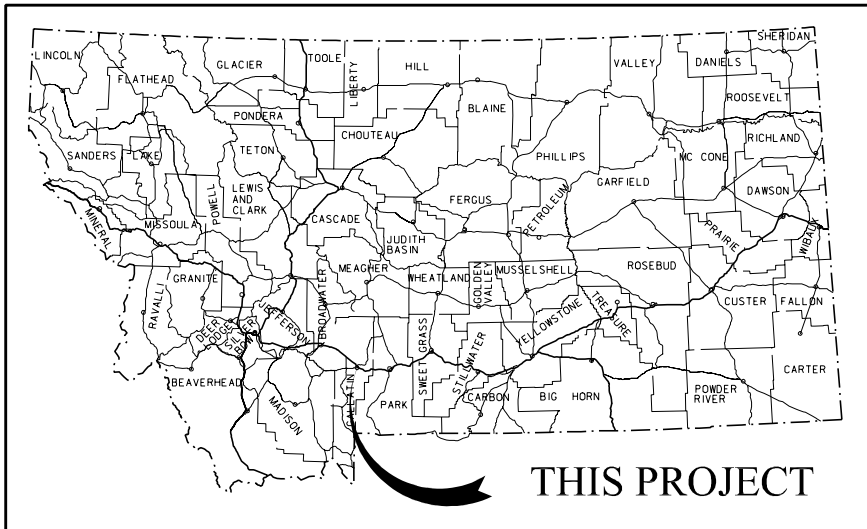 LINCOLN
FLATHEAD
GLACIER
TOOLE
LIBERTY
HILL
BLAINE
VALLEY
DANIELS
SHERIDAN
ROOSEVELT
PONDERA
CHOUTEAU
PHILLIPS
RICHLAND
SANDERS
LAKE
TETON
MC CONE
GARFIELD
DAWSON
MINERAL
MISSOULA
POWELL
LEWIS
AND
CLARK
CASCADE
FERGUS
PETROLEUM
PRAIRIE
WIBAUX
JUDITH
BASIN
RAVALLI
GRANITE
BROADWATER
MEAGHER
WHEATLAND
GOLDEN
VALLEY
MUSSELSHELL
ROSEBUD
TREASURE
CUSTER
FALLON
DEER
LODGE
SILVER
BOW
JEFFERSON
SWEET GRASS
STILLWATER
YELLOWSTONE
BEAVERHEAD
MADISON
GALLATIN
PARK
CARBON
BIG HORN
POWDER
RIVER
CARTER
THIS PROJECT